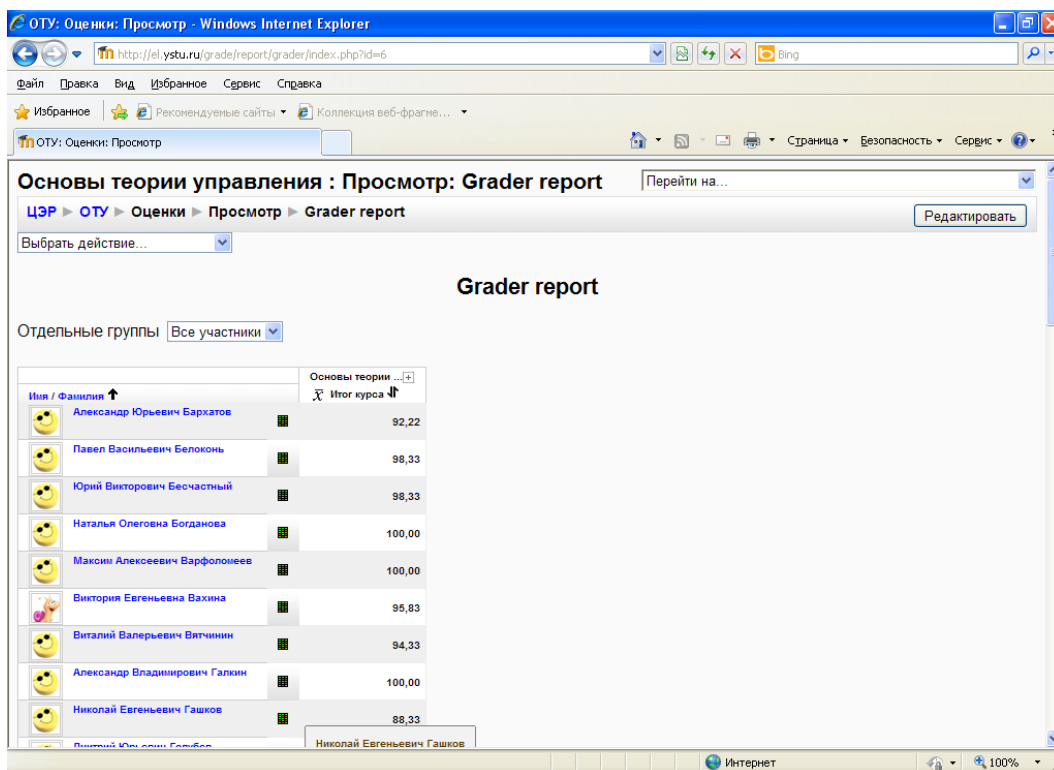 ОТУ: Оценки: Просмотр - Windows Internet Explorer
http://el.ystu.ru/grade/report/grader/index.php?id=6
Bing
Файл Правка Вид Избранное Сервис Справка
Избранное Рекомендуемые сайты Коллекция веб-фрагме...
ОТУ: Оценки: Просмотр Страница Безопасность Сервис
Основы теории управления : Просмотр: Grader report Перейти на...
ЦЭР ► ОТУ ► Оценки ► Просмотр ► Grader report Редактировать
Выбрать действие...
Grader report
Отдельные группы Все участники
Основы теории ...
Имя / Фамилия Итог курса
Александр Юрьевич Бархатов 92,22
Павел Васильевич Белоконь 98,33
Юрий Викторович Бесчастный 98,33
Наталья Олеговна Богданова 100,00
Максим Алексеевич Варфоломеев 100,00
Виктория Евгеньевна Вахина 95,83
Виталий Валерьевич Вятчинин 94,33
Александр Владимирович Галкин 100,00
Николай Евгеньевич Гашков 88,33
Николай Евгеньевич Гашков
Дмитрий Юрьевич Голубев
Интернет 100%